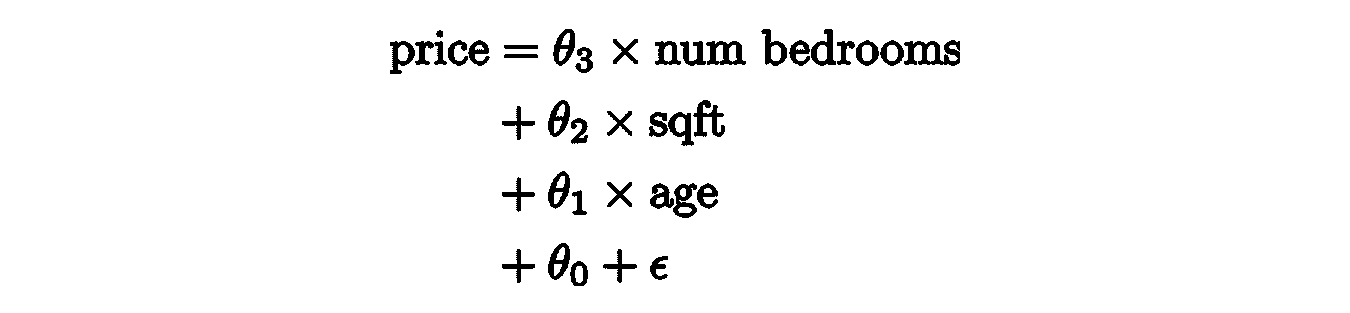 price = θ₃ × num bedrooms
+ θ₂ × sqft
+ θ₁ × age
+ θ₀ + ϵ